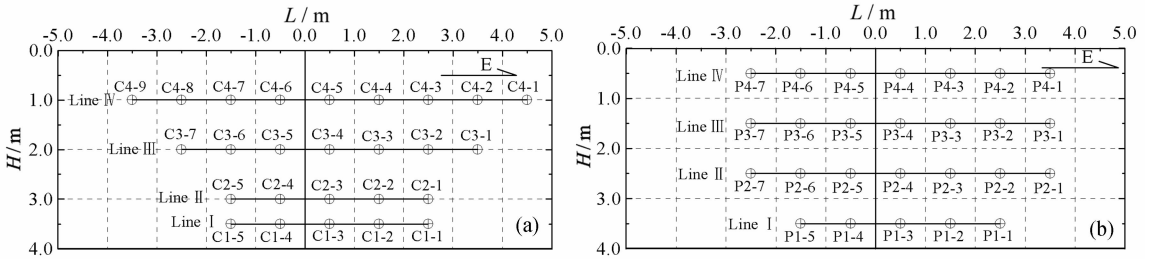 L / m
-5.0 -4.0 -3.0 -2.0 -1.0 0.0 1.0 2.0 3.0 4.0 5.0
0.0
E
C4-9 C4-8 C4-7 C4-6 C4-5 C4-4 C4-3 C4-2 C4-1
1.0 Line Ⅳ
C3-7 C3-6 C3-5 C3-4 C3-3 C3-2 C3-1
2.0 Line Ⅲ
C2-5 C2-4 C2-3 C2-2 C2-1
3.0 Line Ⅱ
Line Ⅰ
C1-5 C1-4 C1-3 C1-2 C1-1
4.0
H / m
(a)
L / m
-5.0 -4.0 -3.0 -2.0 -1.0 0.0 1.0 2.0 3.0 4.0 5.0
0.0
E
Line Ⅳ
P4-7 P4-6 P4-5 P4-4 P4-3 P4-2 P4-1
1.0
Line Ⅲ
P3-7 P3-6 P3-5 P3-4 P3-3 P3-2 P3-1
2.0
Line Ⅱ
P2-7 P2-6 P2-5 P2-4 P2-3 P2-2 P2-1
3.0
Line Ⅰ
P1-5 P1-4 P1-3 P1-2 P1-1
4.0
H / m
(b)